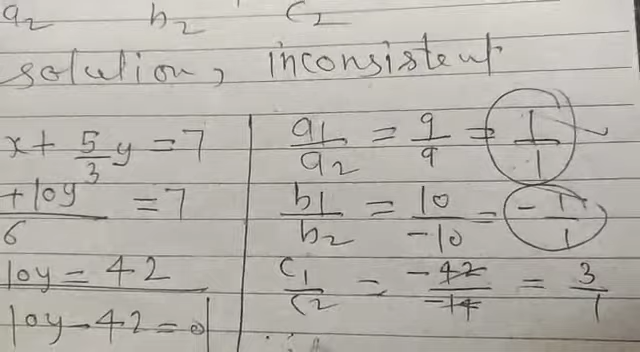 a2 b2 c2
solution, inconsistent
x + 5/3 y = 7
+10y/6 = 7
10y = 42
10y - 42 = 0
a1/a2 = 9/9 = 1/1
b1/b2 = 10/-10 = -1/1
c1/c2 = -42/-14 = 3/1